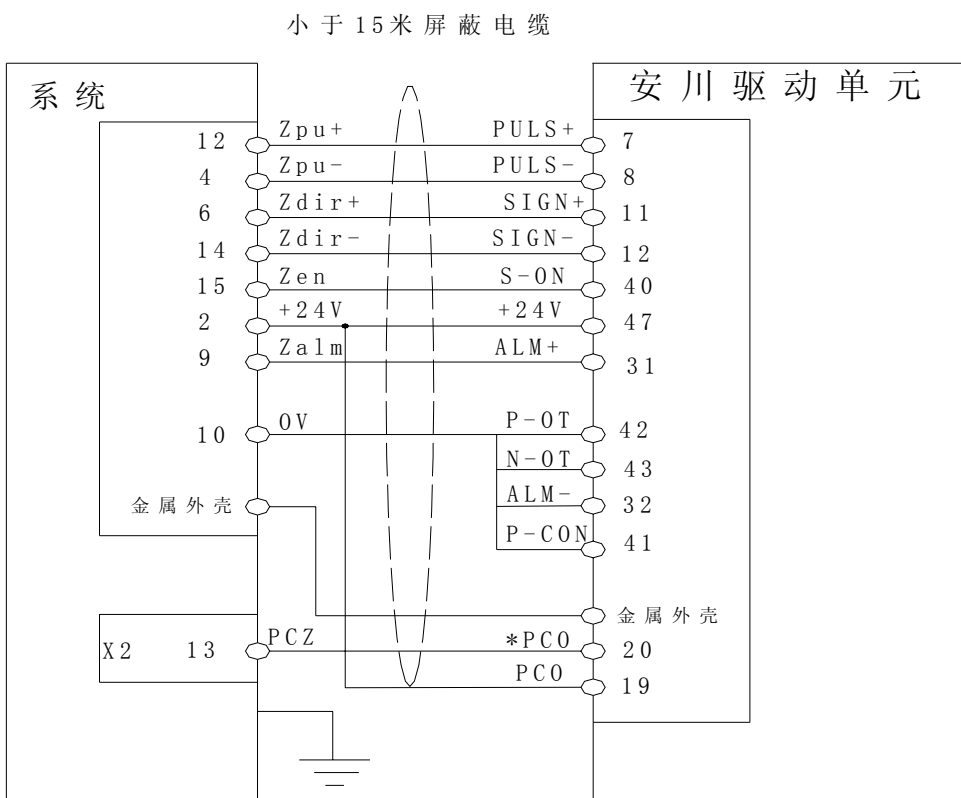 小于15米屏蔽电缆
系统
安川驱动单元
12 Zpu+ PULS+ 7
4 Zpu- PULS- 8
6 Zdir+ SIGN+ 11
14 Zdir- SIGN- 12
15 Zen S-ON 40
2 +24V +24V 47
9 Zalm ALM+ 31
10 0V P-OT 42
N-OT 43
ALM- 32
P-CON 41
金属外壳
金属外壳
X2 13 PCZ *PCO 20
PCO 19